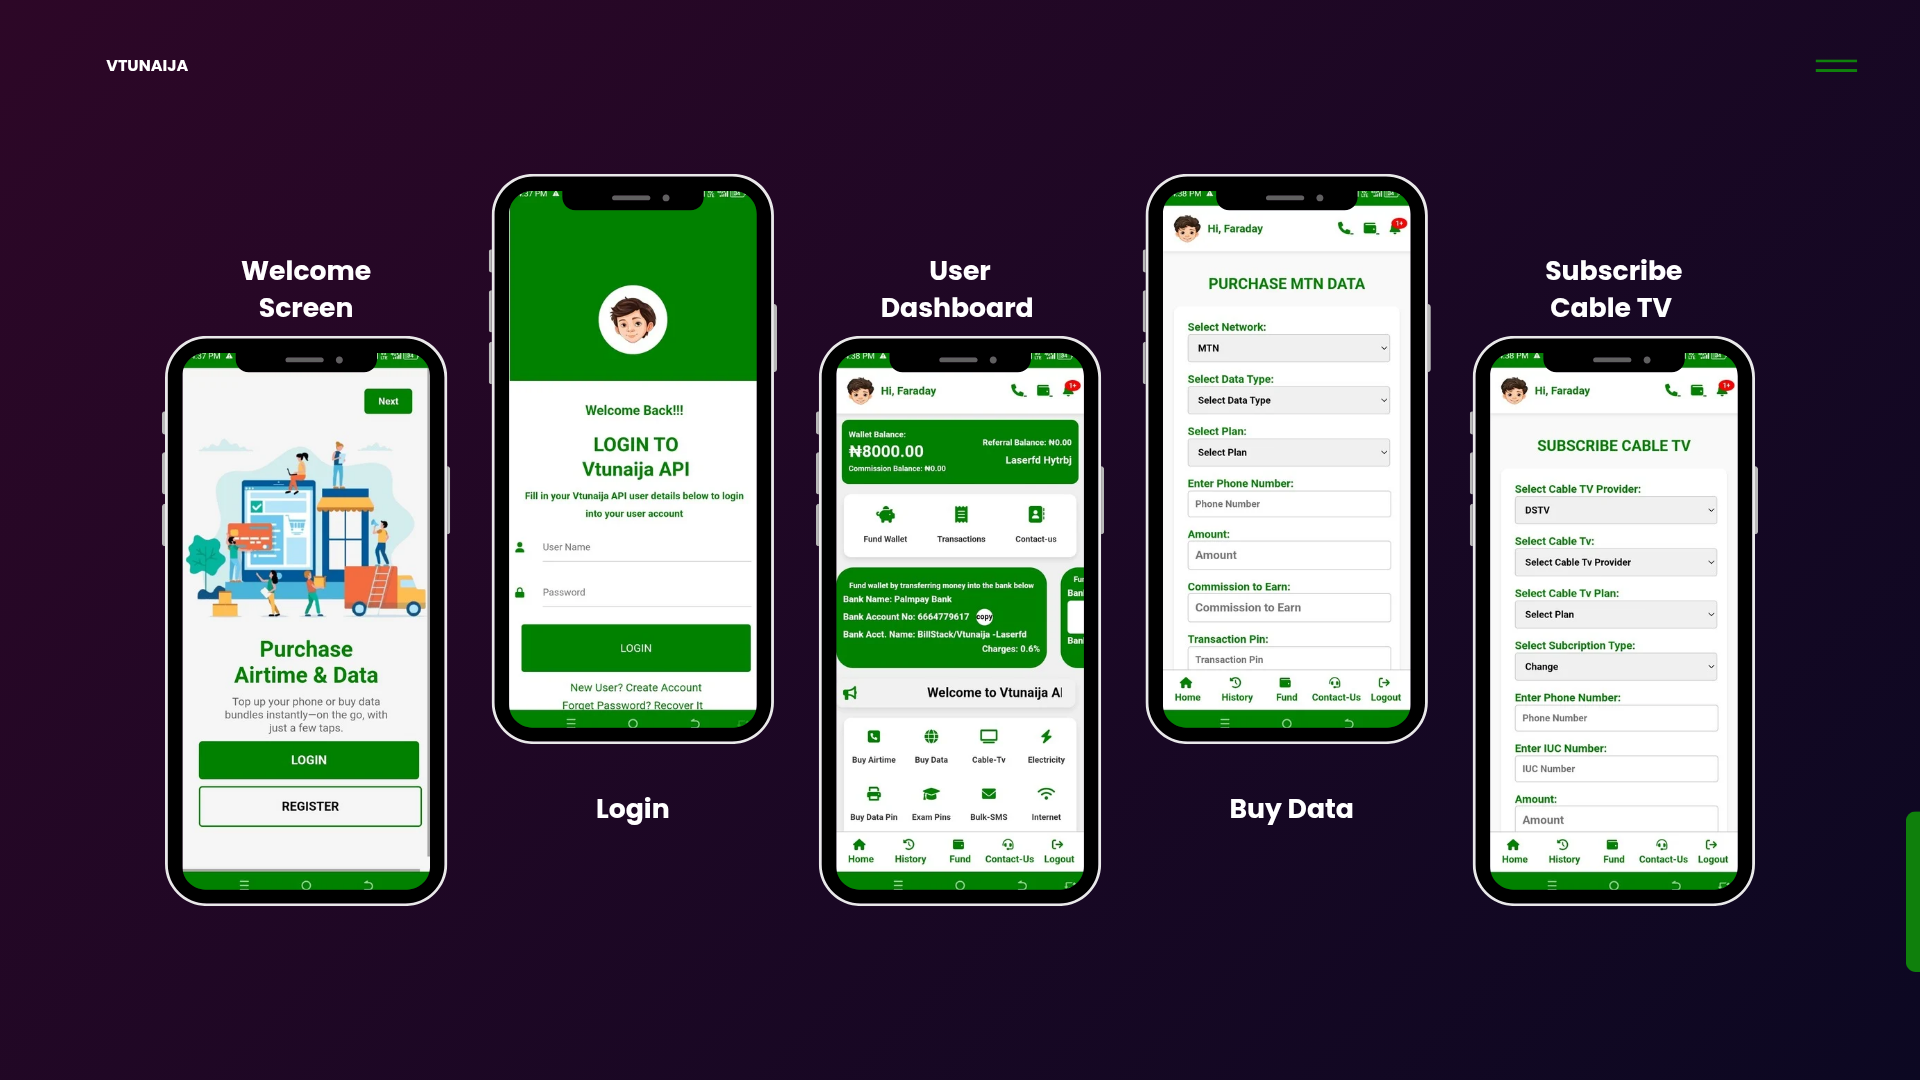 VTUNAIJA
Welcome
Screen
Next
Purchase
Airtime & Data
Top up your phone or buy data
bundles instantly—on the go, with
just a few taps.
LOGIN
REGISTER
Welcome Back!!!
LOGIN TO
Vtunaija API
Fill in your Vtunaija API user details below to login
into your user account
User Name
Password
LOGIN
New User? Create Account
Forget Password? Recover It
Login
User
Dashboard
:38 PM
Hi, Faraday
1+
Wallet Balance:
₦8000.00
Commission Balance: ₦0.00
Referral Balance: ₦0.00
Laserfd Hytrbj
Fund Wallet
Transactions
Contact-us
Fund wallet by transferring money into the bank below
Bank Name: Palmpay Bank
Bank Account No: 6664779617 copy
Bank Acct. Name: BillStack/Vtunaija -Laserfd
Charges: 0.6%
Welcome to Vtunaija
Buy Airtime
Buy Data
Cable-Tv
Electricity
Buy Data Pin
Exam Pins
Bulk-SMS
Internet
Home
History
Fund
Contact-Us
Logout
:38 PM
Hi, Faraday
1+
PURCHASE MTN DATA
Select Network:
MTN
Select Data Type:
Select Data Type
Select Plan:
Select Plan
Enter Phone Number:
Phone Number
Amount:
Amount
Commission to Earn:
Commission to Earn
Transaction Pin:
Transaction Pin
Home
History
Fund
Contact-Us
Logout
Buy Data
Subscribe
Cable TV
:38 PM
Hi, Faraday
1+
SUBSCRIBE CABLE TV
Select Cable TV Provider:
DSTV
Select Cable Tv:
Select Cable Tv Provider
Select Cable Tv Plan:
Select Plan
Select Subcription Type:
Change
Enter Phone Number:
Phone Number
Enter IUC Number:
IUC Number
Amount:
Amount
Home
History
Fund
Contact-Us
Logout